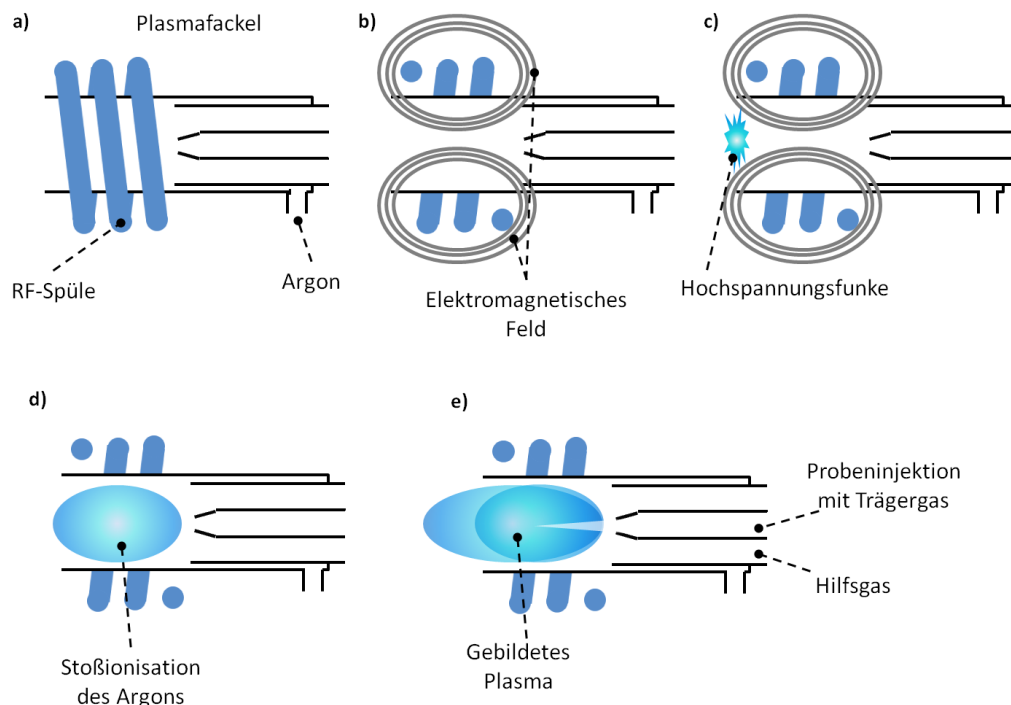 a)
Plasmafackel
b)
c)
RF-Spüle
Argon
Elektromagnetisches
Feld
Hochspannungsfunke
d)
e)
Probeninjektion
mit Trägergas
Hilfsgas
Stoßionisation
des Argons
Gebildetes
Plasma